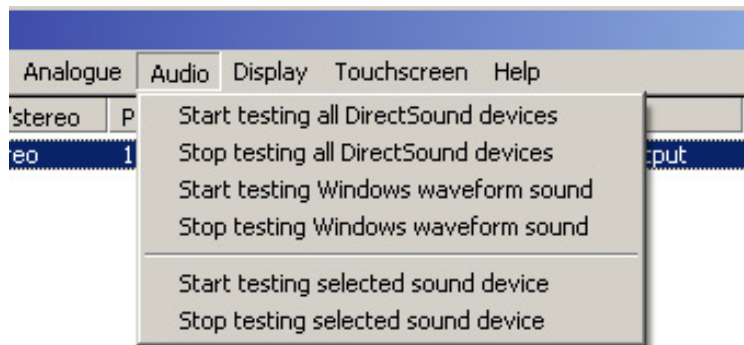 Analogue Audio Display Touchscreen Help
'stereo P
eo 1 tput
Start testing all DirectSound devices
Stop testing all DirectSound devices
Start testing Windows waveform sound
Stop testing Windows waveform sound
Start testing selected sound device
Stop testing selected sound device